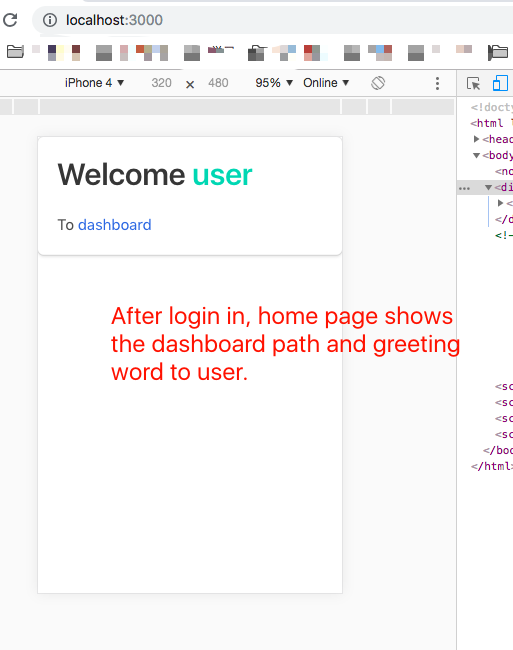 localhost:3000
iPhone 4 ▼ 320 × 480 95% ▼ Online ▼
<!doctyp
<html l
<head
<body
<no
Welcome user
<di
<
</d
<!-
To dashboard
After login in, home page shows
the dashboard path and greeting
word to user.
<sc
<sc
<sc
<sc
</bod
</html>